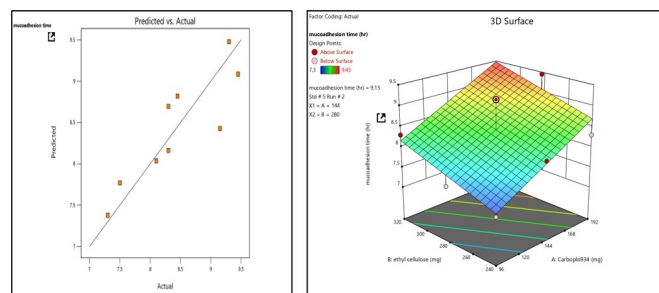 Predicted vs. Actual
mucoadhesion time
9.5
9
8.5
8
7.5
7
Predicted
7
7.5
8
8.5
9
9.5
Actual
Factor Coding: Actual
3D Surface
mucoadhesion time (hr)
Design Points:
Above Surface
Below Surface
7.3
9.45
mucoadhesion time (hr) = 9.15
Std # 5 Run # 2
X1 = A = 144
X2 = B = 280
mucoadhesion time (hr)
9.5
9
8.5
8
7.5
7
320
300
280
260
240
B: ethyl cellulose (mg)
192
168
144
120
96
A: Carboplo934 (mg)